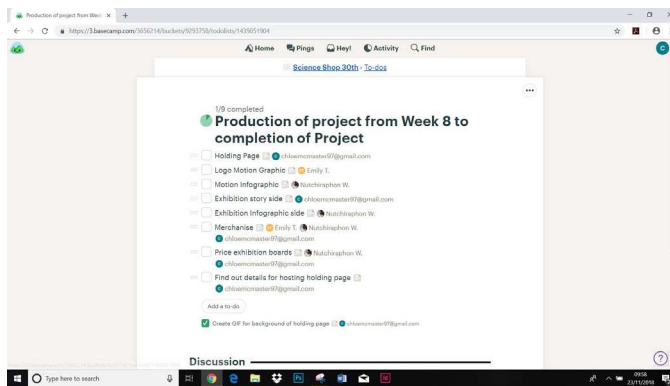 Production of project from Week
https://3.basecamp.com/3656214/buckets/9293758/todolists/1439051904
Home Pings Hey! Activity Find
C
Science Shop 30th › To-dos
1/9 completed
Production of project from Week 8 to
completion of Project
Holding Page C chloemcmaster97@gmail.com
Logo Motion Graphic Emily T.
Motion Infographic Nutchiraphon W.
Exhibition story side C chloemcmaster97@gmail.com
Exhibition Infographic side Nutchiraphon W.
Merchanise Emily T. Nutchiraphon W.
C chloemcmaster97@gmail.com
Price exhibition boards Nutchiraphon W.
C chloemcmaster97@gmail.com
Find out details for hosting holding page
C chloemcmaster97@gmail.com
Add a to-do
Create GIF for background of holding page C chloemcmaster97@gmail.com
Discussion
?
Type here to search
09:58
23/11/2018